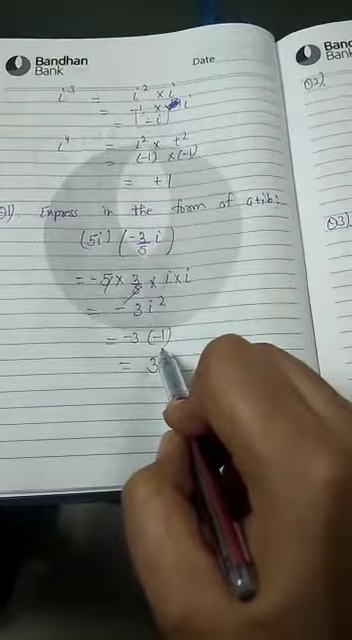 Bandhan
Bank
Date
Bandhan
Bank
i³ = i² x i
= -1 x i
= -i
Q2)
i⁴ = i² x i²
= (-1) x (-1)
= +1
Q1) Express in the form of a+ib:
Q3)
(5i) (-3/5 i)
= -5 x 3/5 x i x i
= -3i²
= -3 (-1)
= 3